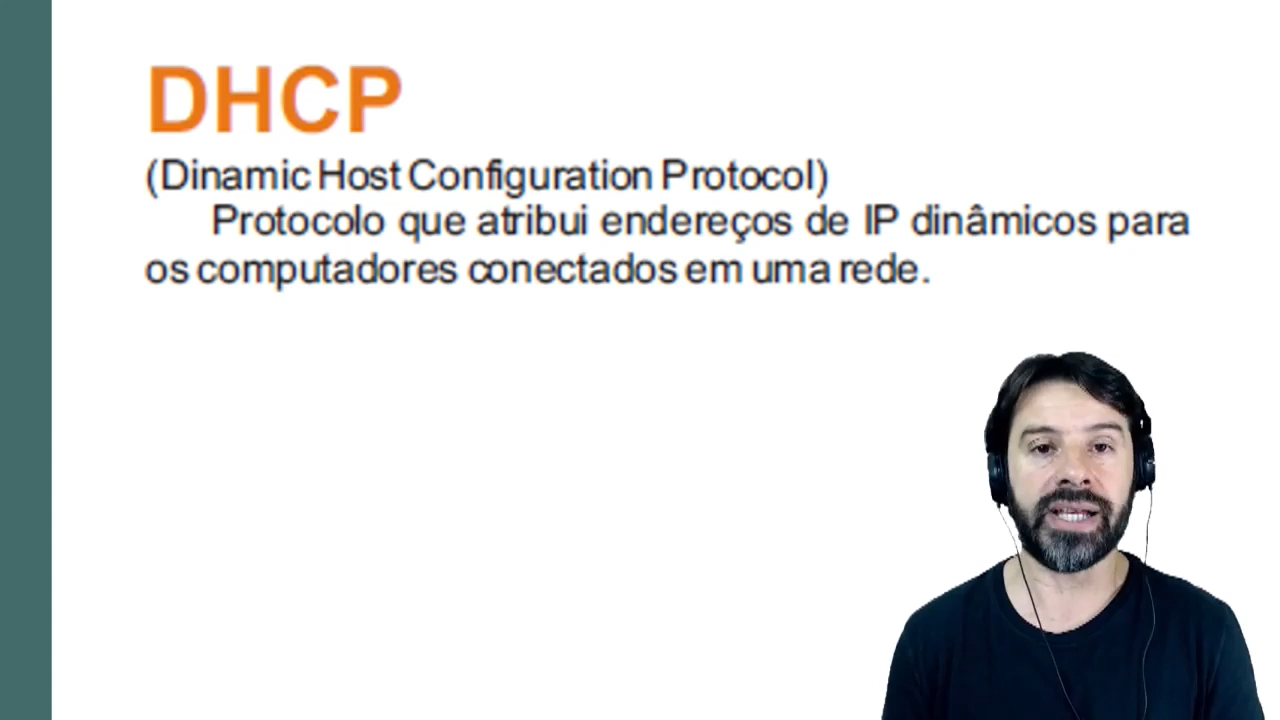 DHCP
(Dinamic Host Configuration Protocol)
Protocolo que atribui endereços de IP dinâmicos para
os computadores conectados em uma rede.